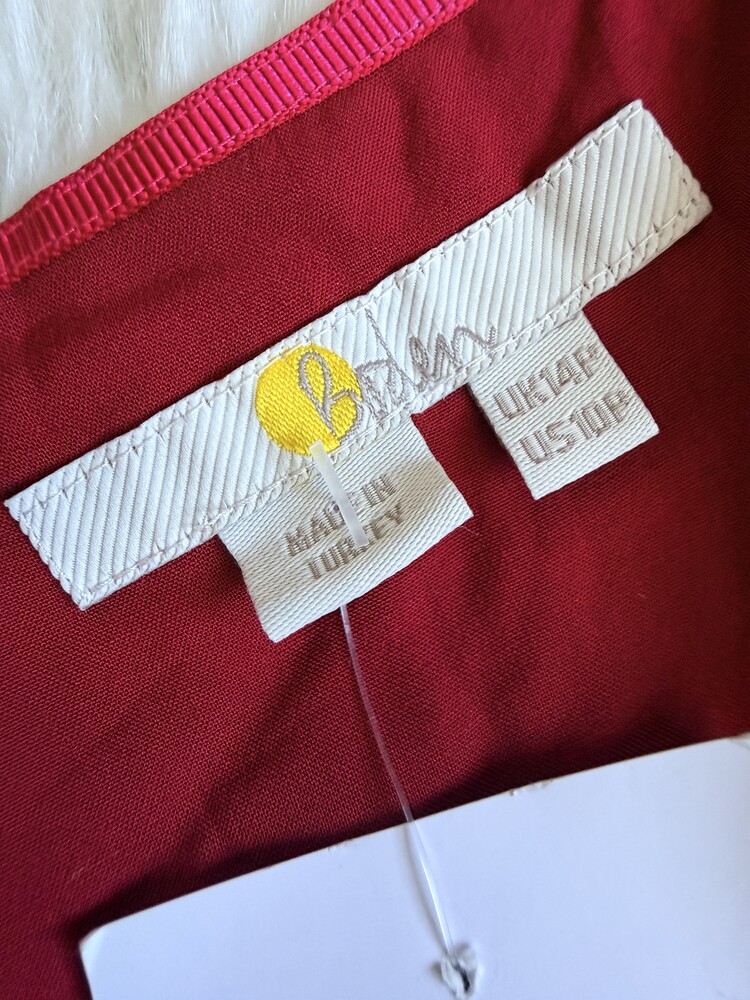 Boden
UK14P
US10P
MADE IN
TURKEY